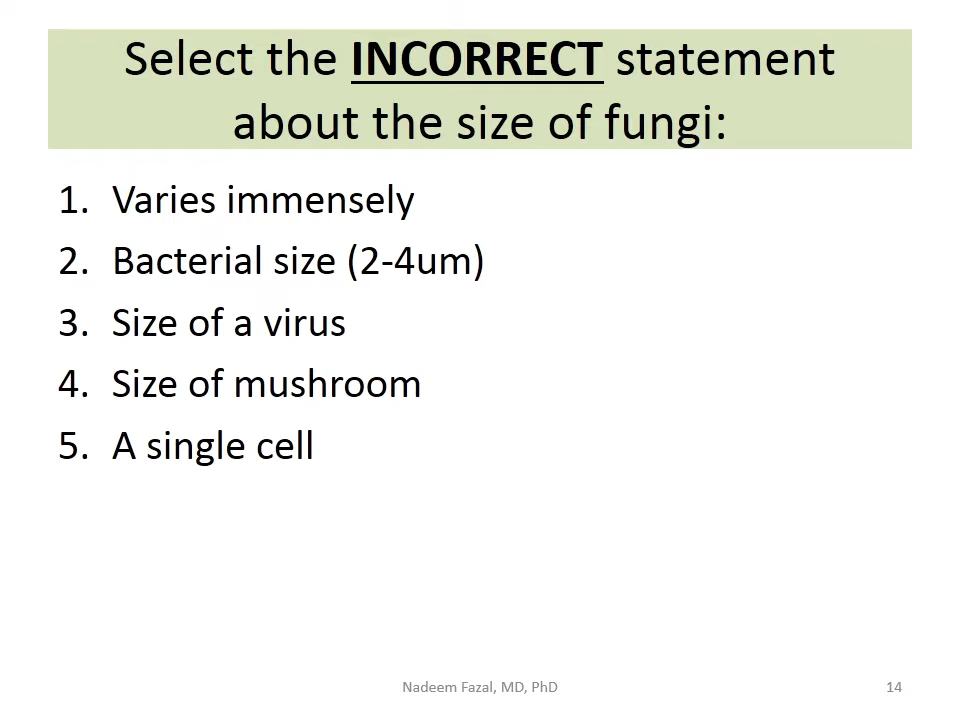 Select the INCORRECT statement
about the size of fungi:
1. Varies immensely
2. Bacterial size (2-4um)
3. Size of a virus
4. Size of mushroom
5. A single cell
Nadeem Fazal, MD, PhD
14